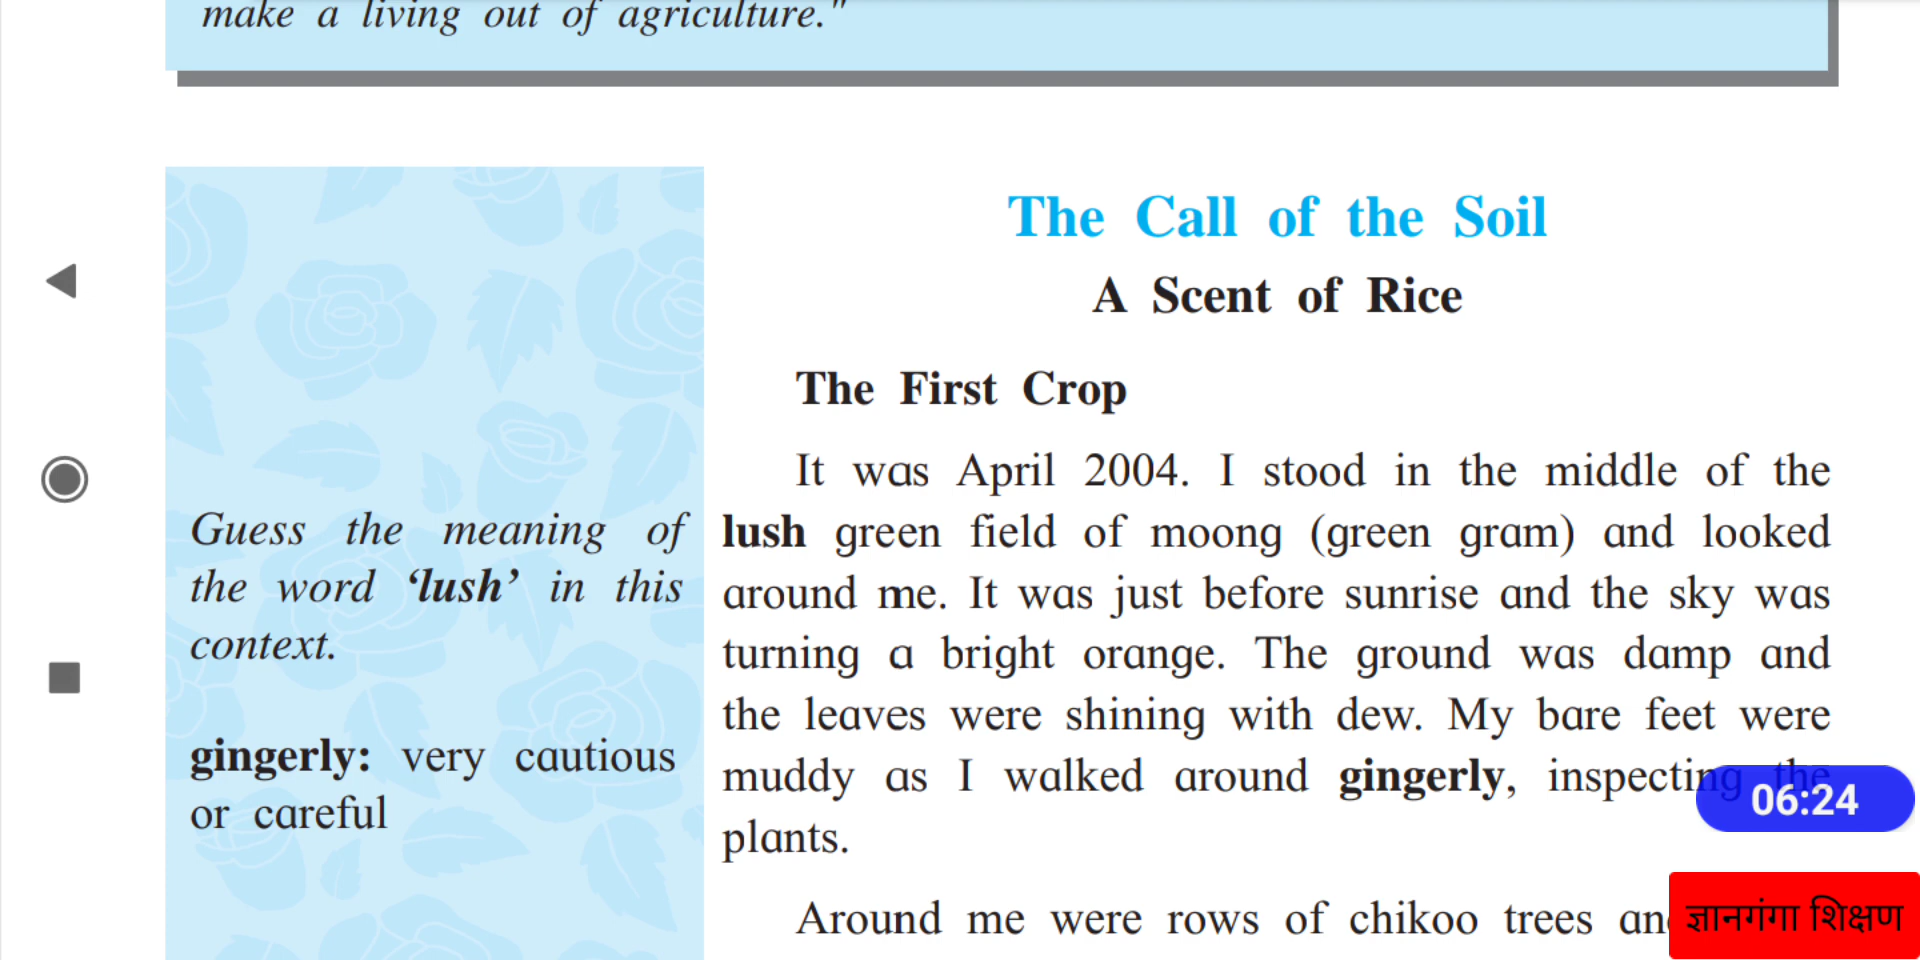 make a living out of agriculture."
The Call of the Soil
A Scent of Rice
The First Crop
Guess the meaning of
the word ‘lush’ in this
context.
gingerly: very cautious
or careful
It was April 2004. I stood in the middle of the
lush green field of moong (green gram) and looked
around me. It was just before sunrise and the sky was
turning a bright orange. The ground was damp and
the leaves were shining with dew. My bare feet were
muddy as I walked around gingerly, inspecting the
plants.
Around me were rows of chikoo trees
06:24
ज्ञानगंगा शिक्षण